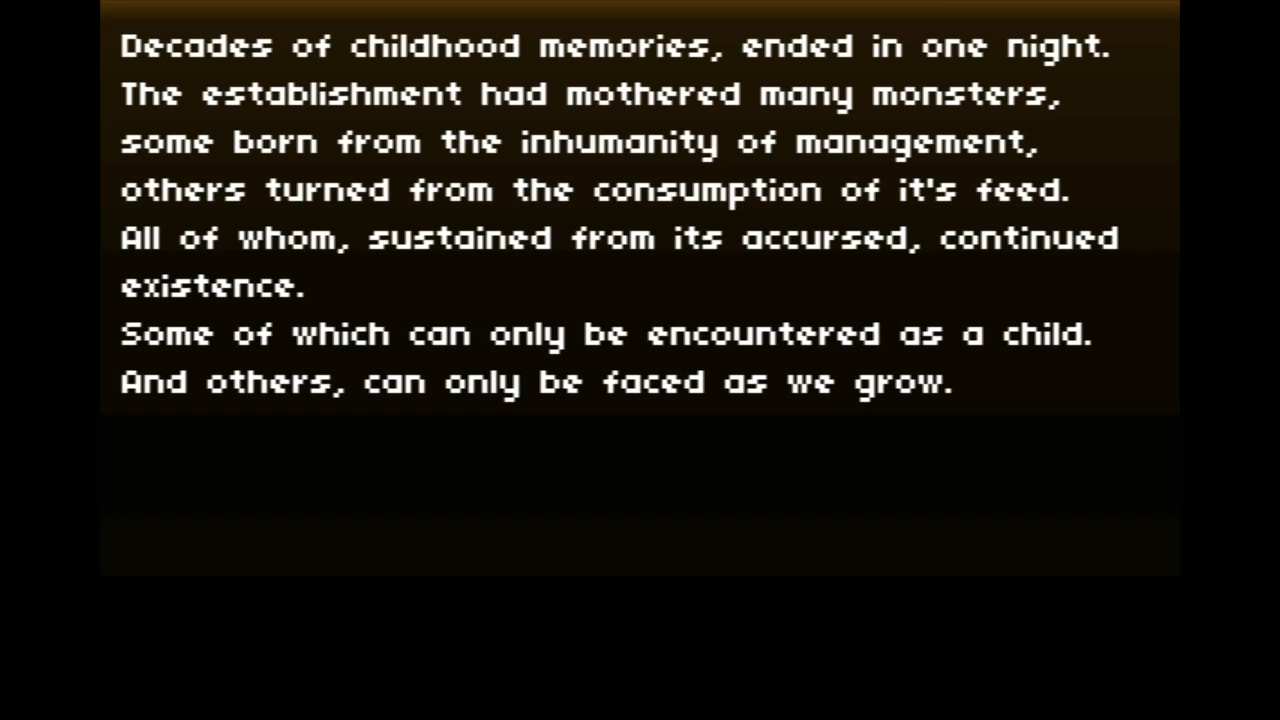 Decades of childhood memories, ended in one night.
The establishment had mothered many monsters,
some born from the inhumanity of management,
others turned from the consumption of it's feed.
All of whom, sustained from its accursed, continued
existence.
Some of which can only be encountered as a child.
And others, can only be faced as we grow.